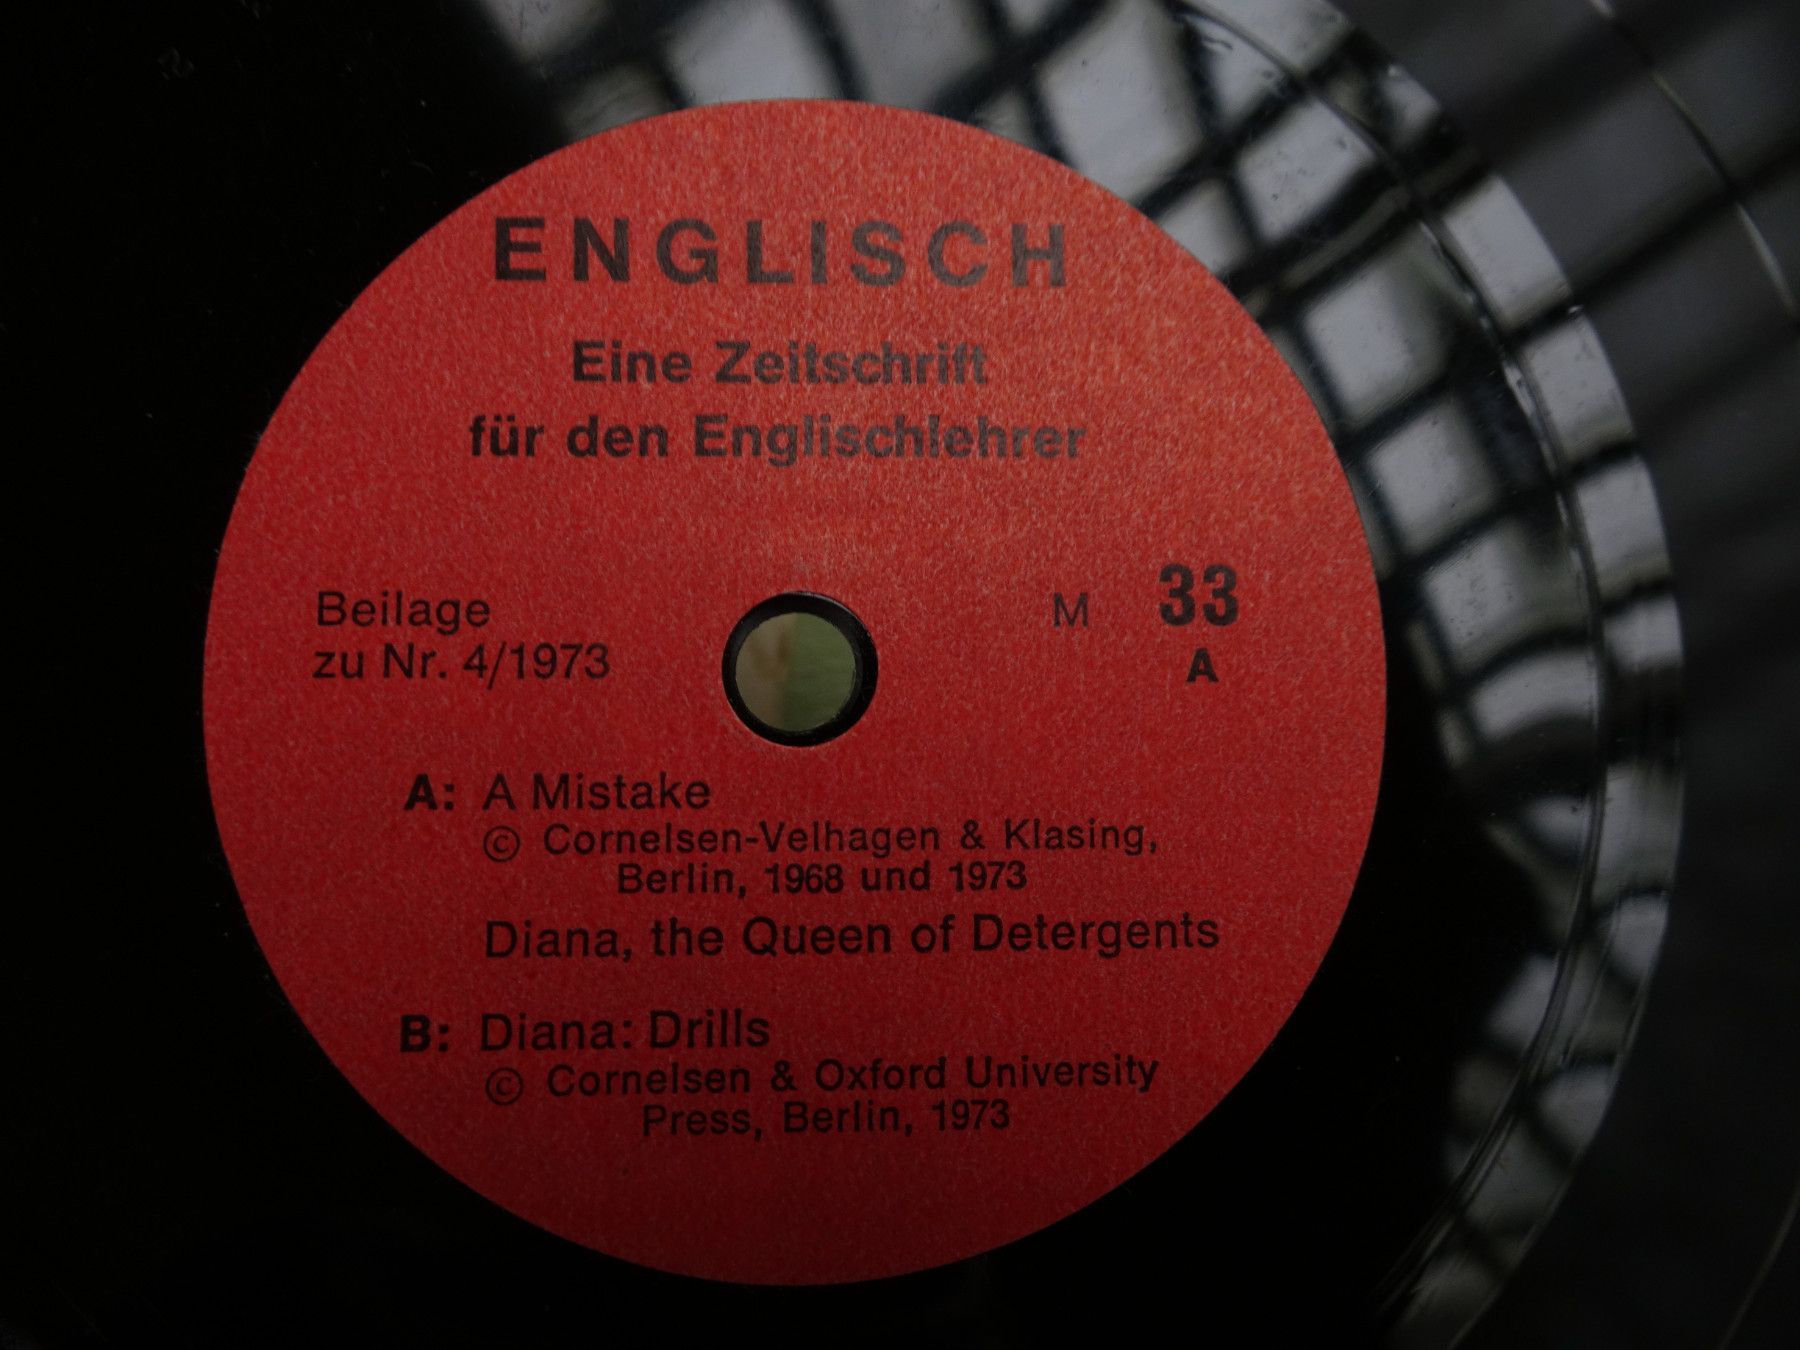 ENGLISCH
Eine Zeitschrift
für den Englischlehrer
Beilage
zu Nr. 4/1973
M 33
A
A: A Mistake
© Cornelsen-Velhagen & Klasing,
Berlin, 1968 und 1973
Diana, the Queen of Detergents
B: Diana: Drills
© Cornelsen & Oxford University
Press, Berlin, 1973